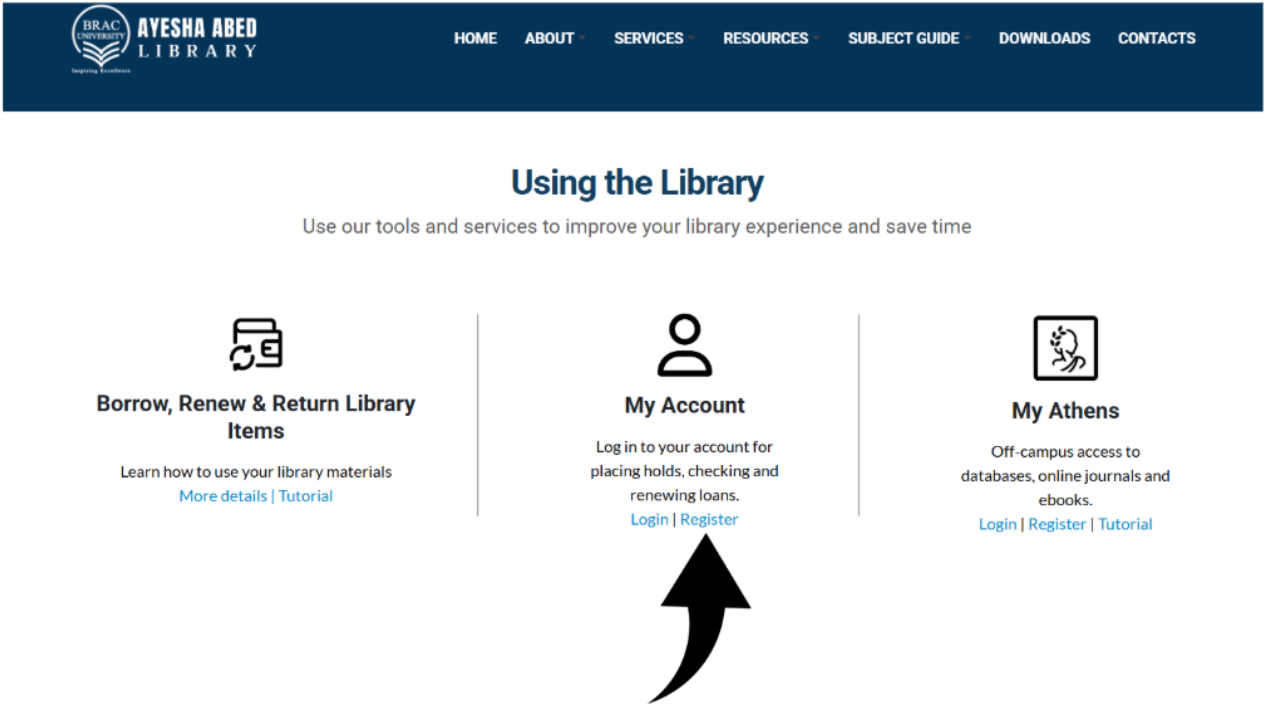 BRAC
UNIVERSITY
Inspiring Excellence
AYESHA ABED
LIBRARY
HOME ABOUT SERVICES RESOURCES SUBJECT GUIDE DOWNLOADS CONTACTS
Using the Library
Use our tools and services to improve your library experience and save time
Borrow, Renew & Return Library
Items
Learn how to use your library materials
More details | Tutorial
My Account
Log in to your account for
placing holds, checking and
renewing loans.
Login | Register
My Athens
Off-campus access to
databases, online journals and
ebooks.
Login | Register | Tutorial